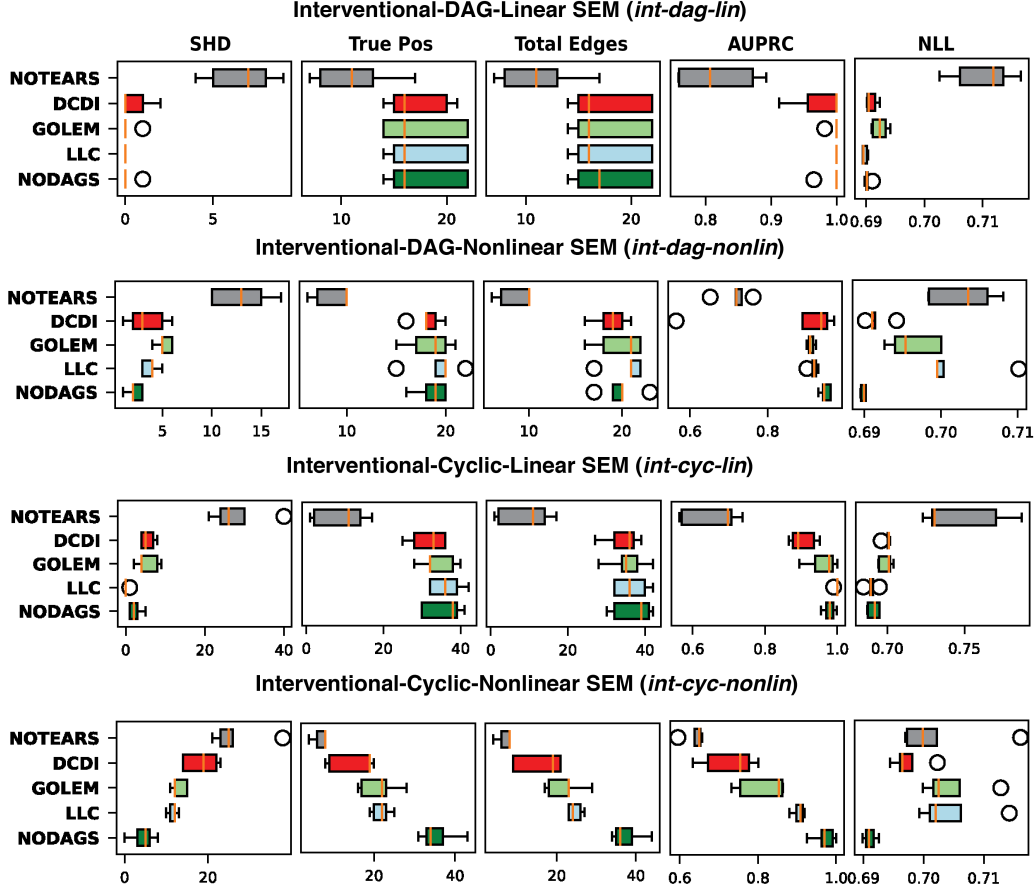 Interventional-DAG-Linear SEM (int-dag-lin)
SHD True Pos Total Edges AUPRC NLL
NOTEARS
DCDI
GOLEM
LLC
NODAGS
0 5 10 20 10 20 0.8 0.9 1.0 0.69 0.70 0.71
Interventional-DAG-Nonlinear SEM (int-dag-nonlin)
NOTEARS
DCDI
GOLEM
LLC
NODAGS
5 10 15 10 20 10 20 0.6 0.8 0.69 0.70 0.71
Interventional-Cyclic-Linear SEM (int-cyc-lin)
NOTEARS
DCDI
GOLEM
LLC
NODAGS
0 20 40 0 20 40 0 20 40 0.6 0.8 1.0 0.70 0.75
Interventional-Cyclic-Nonlinear SEM (int-cyc-nonlin)
NOTEARS
DCDI
GOLEM
LLC
NODAGS
0 20 20 40 20 40 0.6 0.8 1.0 0.69 0.70 0.71